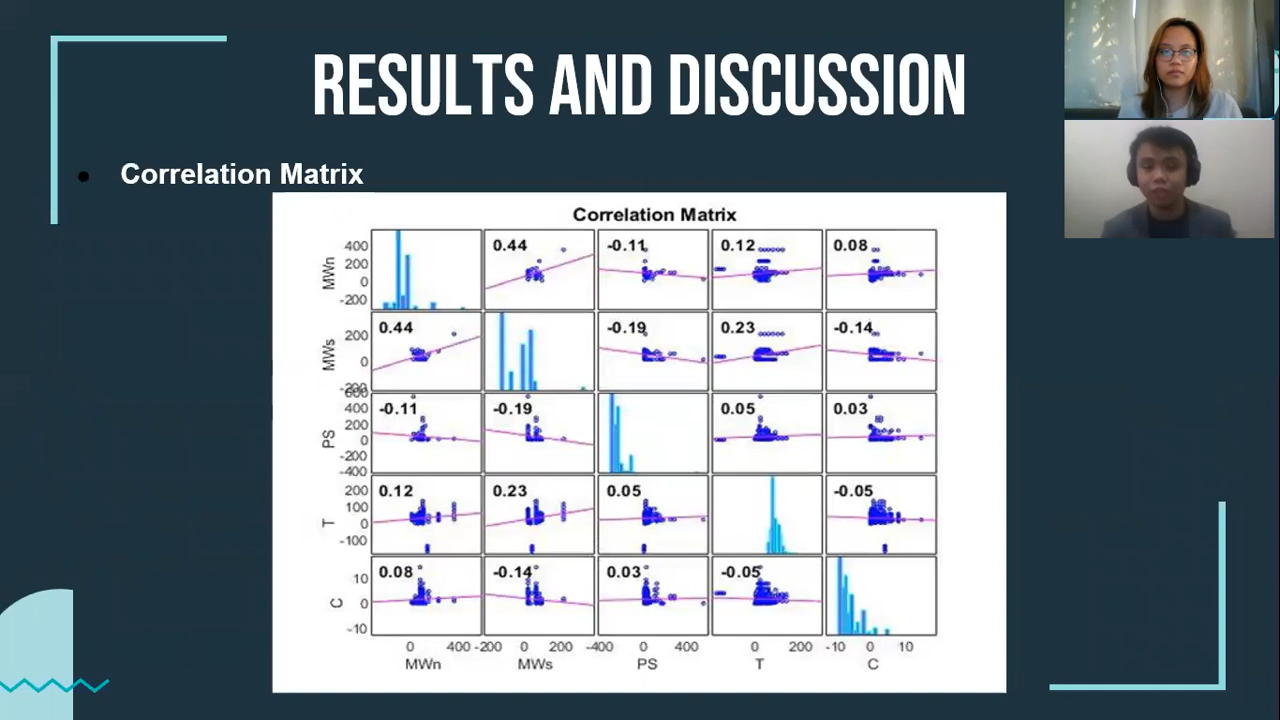 RESULTS AND DISCUSSION
Correlation Matrix
Correlation Matrix
MWn 400 200 0 -200 0.44 -0.11 0.12 0.08
MWs 200 0 -200 0.44 -0.19 0.23 -0.14
PS 600 400 200 0 -200 -400 -0.11 -0.19 0.05 0.03
T 200 100 0 -100 0.12 0.23 0.05 -0.05
C 10 0 -10 0.08 -0.14 0.03 -0.05
0 400 -200 0 200 -400 0 400 0 200 -10 0 10
MWn MWs PS T C